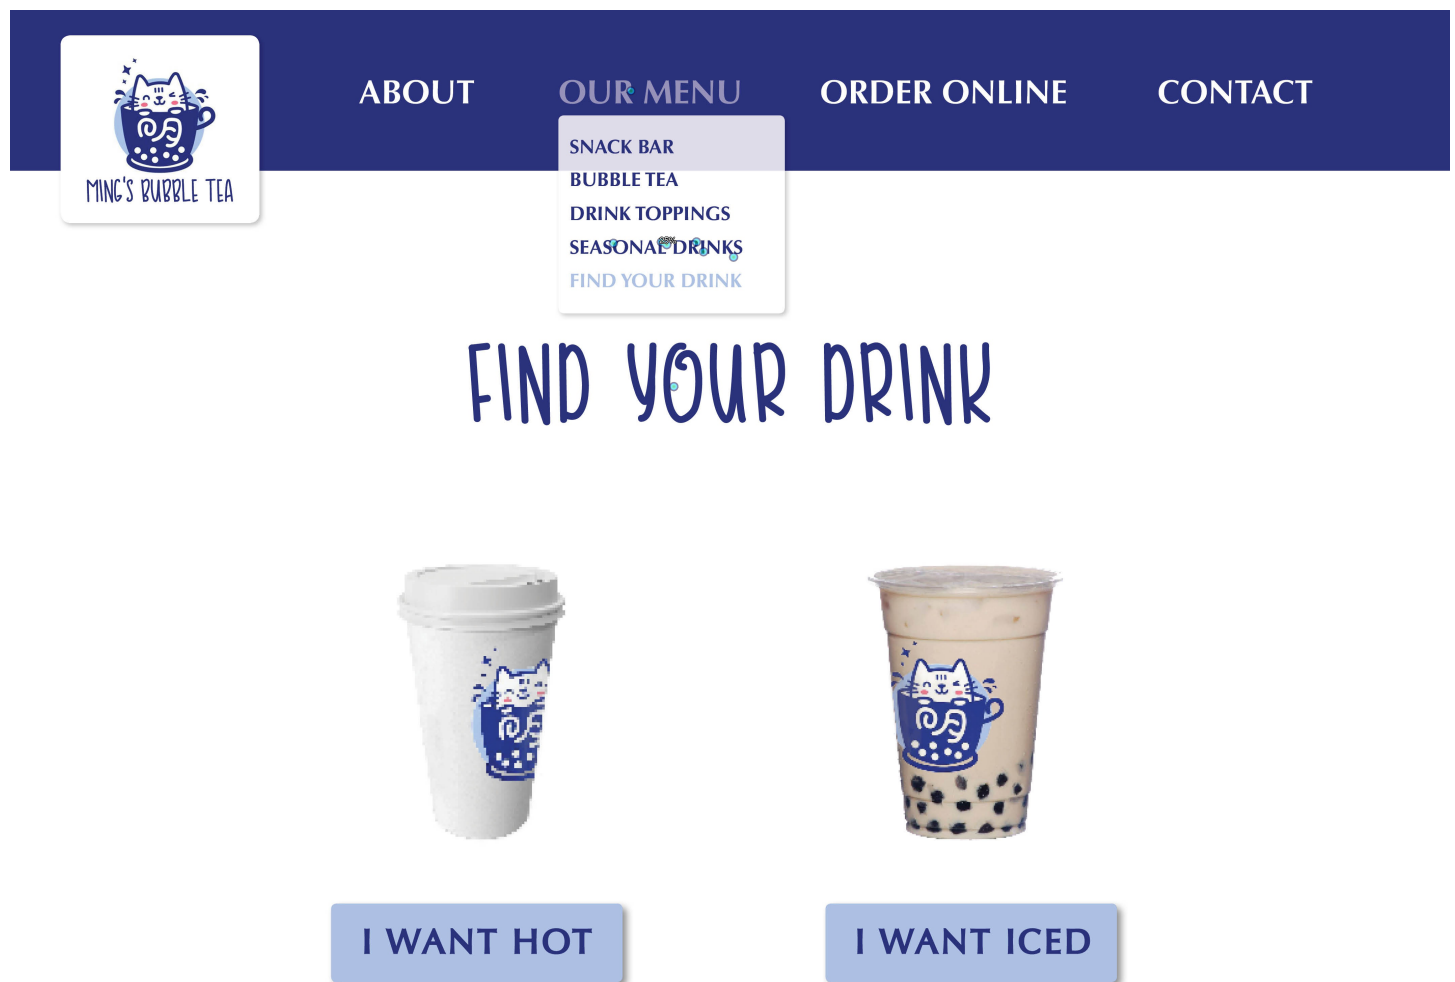 ABOUT OUR MENU ORDER ONLINE CONTACT
MING'S BUBBLE TEA
SNACK BAR
BUBBLE TEA
DRINK TOPPINGS
SEASONAL DRINKS
FIND YOUR DRINK
FIND YOUR DRINK
I WANT HOT
I WANT ICED